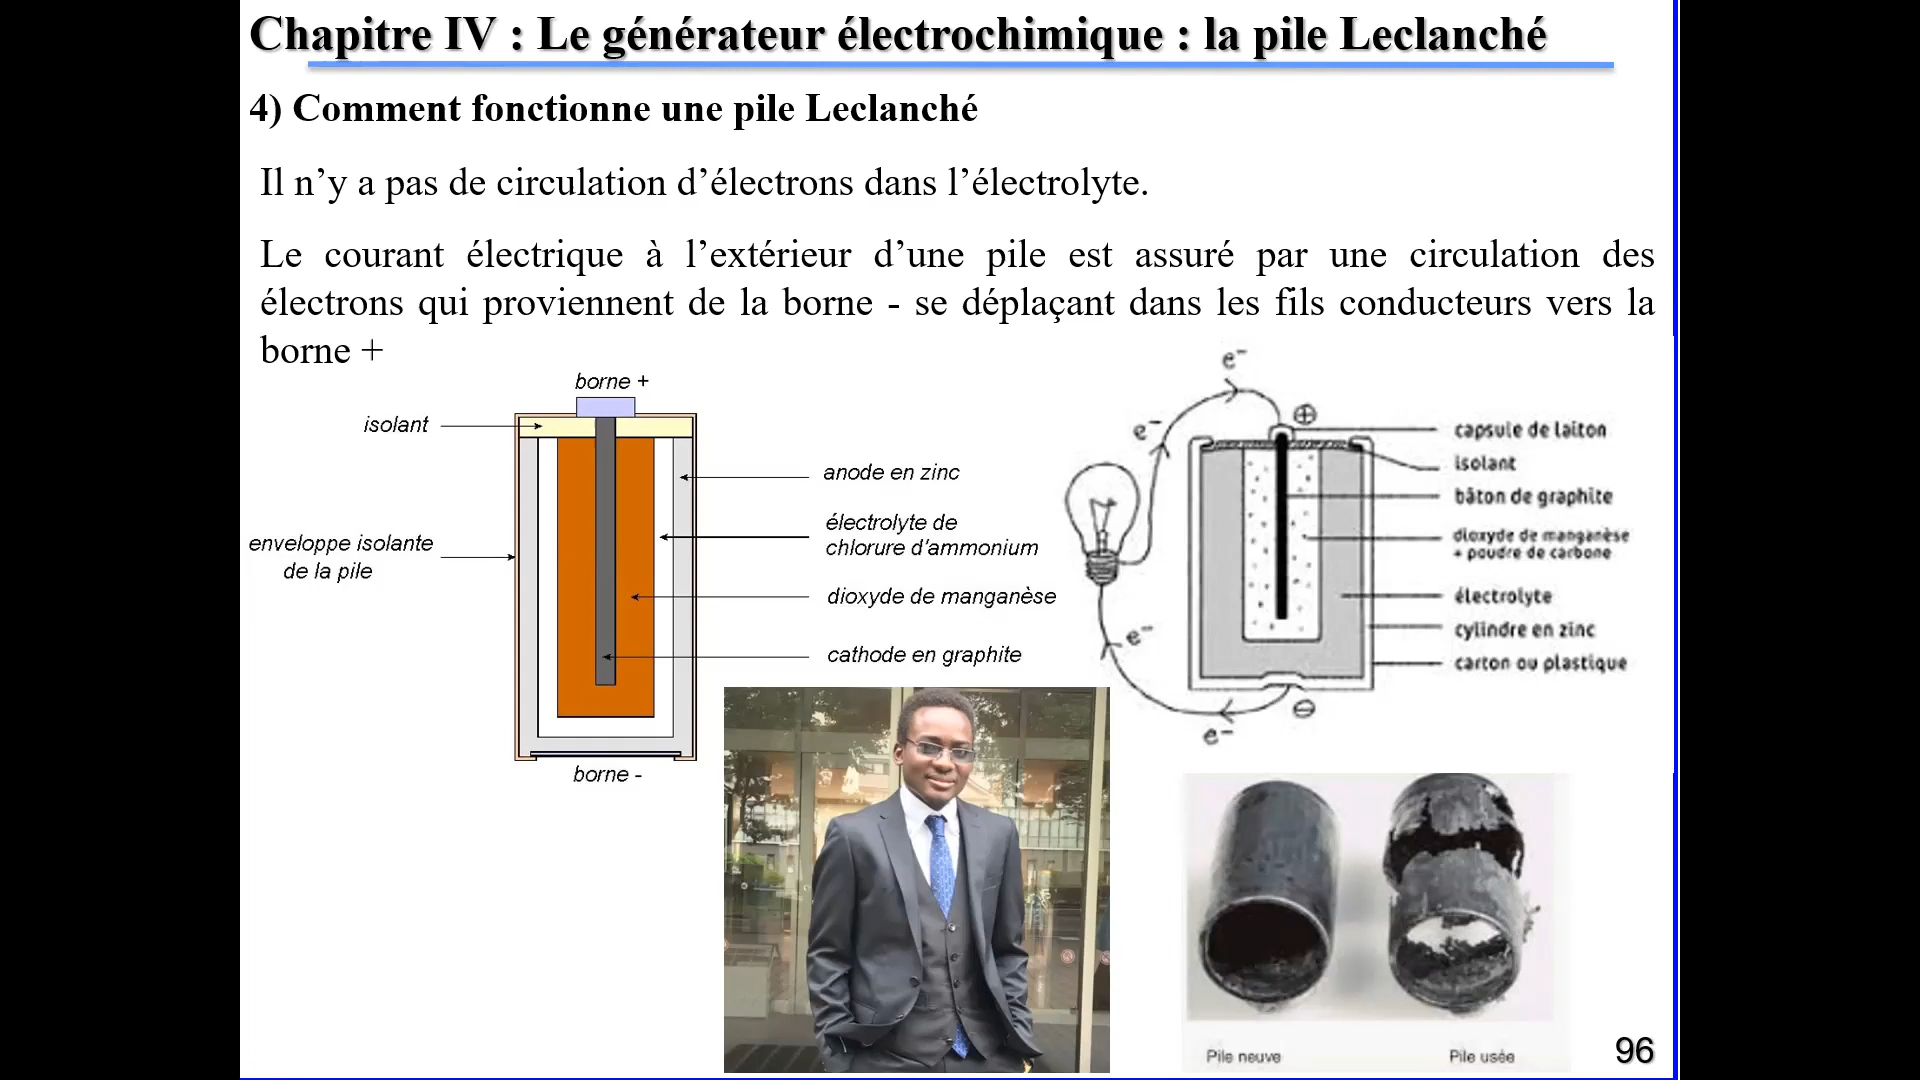 Chapitre IV : Le générateur électrochimique : la pile Leclanché
4) Comment fonctionne une pile Leclanché
Il n’y a pas de circulation d’électrons dans l’électrolyte.
Le courant électrique à l’extérieur d’une pile est assuré par une circulation des
électrons qui proviennent de la borne - se déplaçant dans les fils conducteurs vers la
borne +
borne +
isolant
anode en zinc
électrolyte de
chlorure d'ammonium
enveloppe isolante
de la pile
dioxyde de manganèse
cathode en graphite
borne -
e⁻
e⁻
⊕
capsule de laiton
isolant
bâton de graphite
dioxyde de manganèse
+ poudre de carbone
électrolyte
e⁻
cylindre en zinc
carton ou plastique
⊖
e⁻
Pile neuve
Pile usée
96